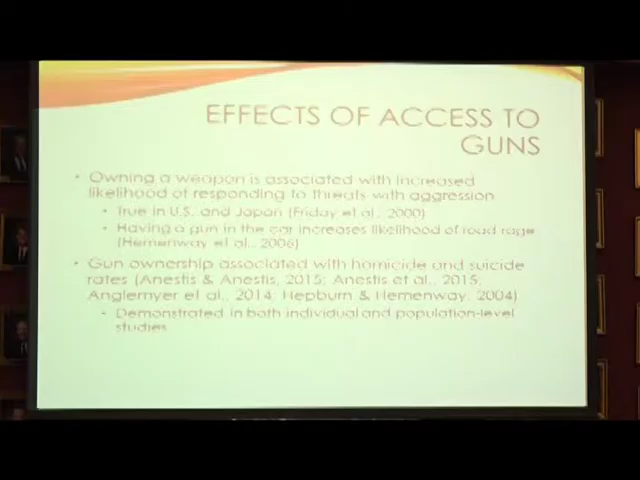 EFFECTS OF ACCESS TO
GUNS
• Owning a weapon is associated with increased
likelihood of responding to threats with aggression
• True in U.S. and Japan (Friday et al., 2000)
• Having a gun in the car increases likelihood of road rage
(Hemenway et al., 2006)
• Gun ownership associated with homicide and suicide
rates (Anestis & Anestis, 2015; Anestis et al., 2015;
Anglemyer et al., 2014; Hepburn & Hemenway, 2004)
• Demonstrated in both individual and population-level
studies